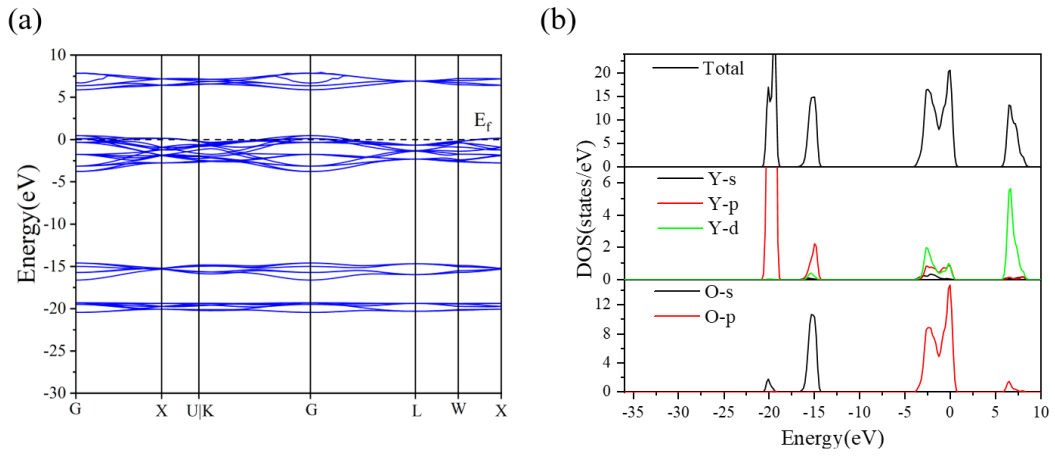 (a)
10
5
0
-5
-10
-15
-20
-25
-30
Energy(eV)
E_f
G X U|K G L W X
(b)
Total
20
15
10
5
0
Y-s
Y-p
Y-d
6
4
2
0
O-s
O-p
12
8
4
0
DOS(states/eV)
-35 -30 -25 -20 -15 -10 -5 0 5 10
Energy(eV)